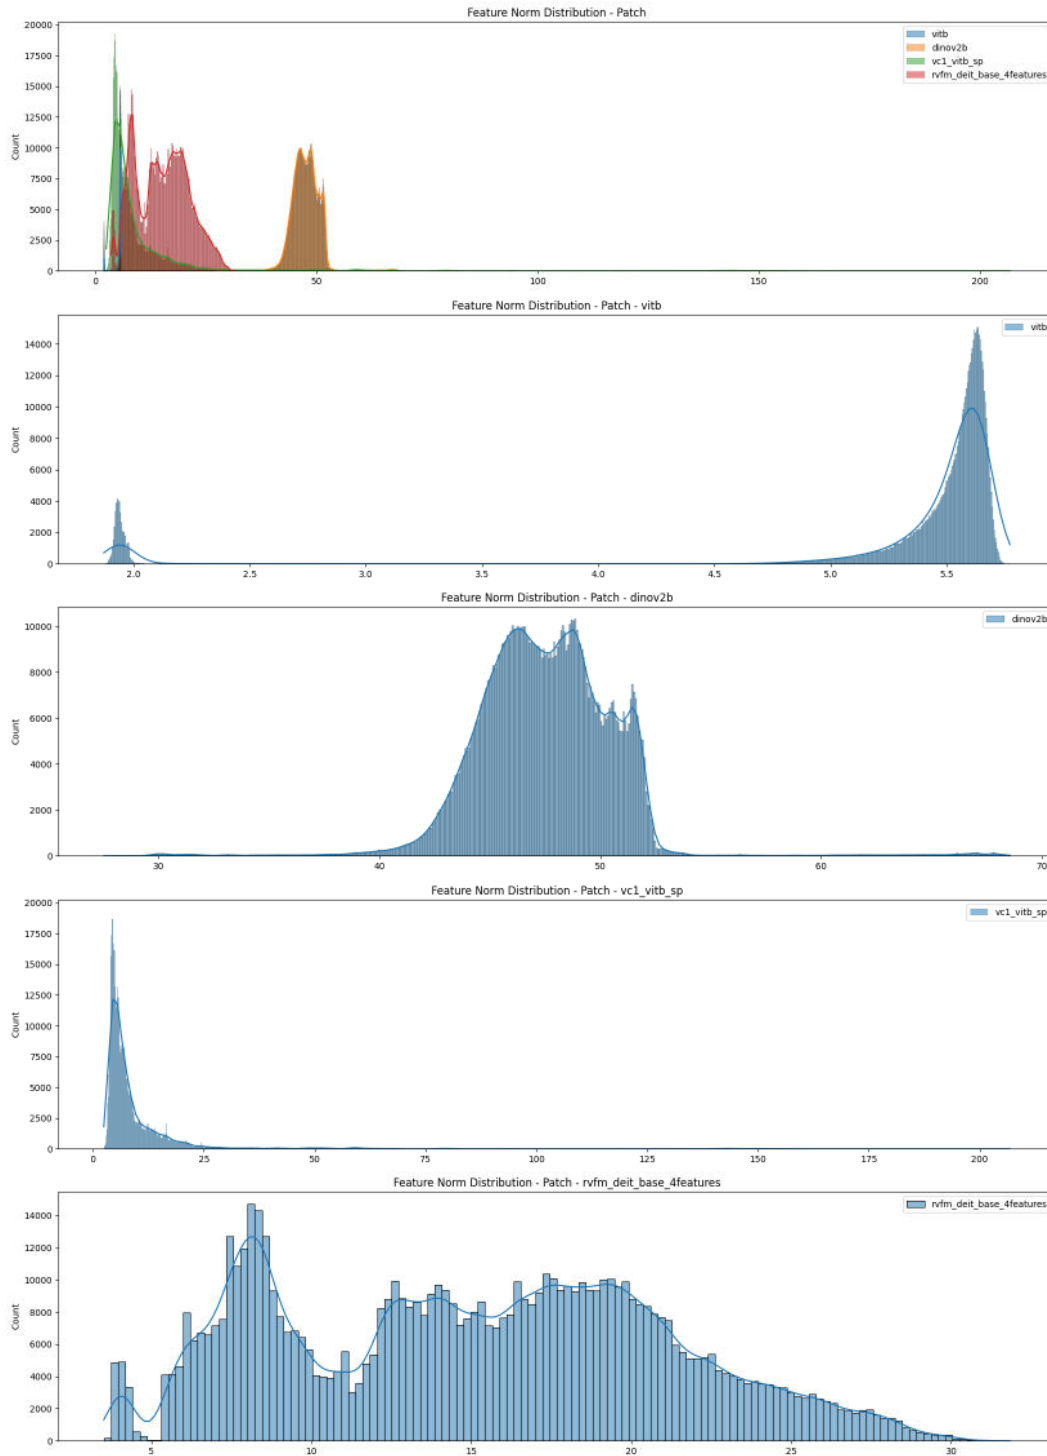 Feature Norm Distribution - Patch
vitb
dinov2b
vc1_vitb_sp
rvfm_deit_base_4features
Count
20000
17500
15000
12500
10000
7500
5000
2500
0
0 50 100 150 200
Feature Norm Distribution - Patch - vitb
vitb
Count
14000
12000
10000
8000
6000
4000
2000
0
2.0 2.5 3.0 3.5 4.0 4.5 5.0 5.5
Feature Norm Distribution - Patch - dinov2b
dinov2b
Count
10000
8000
6000
4000
2000
0
30 40 50 60 70
Feature Norm Distribution - Patch - vc1_vitb_sp
vc1_vitb_sp
Count
20000
17500
15000
12500
10000
7500
5000
2500
0
0 25 50 75 100 125 150 175 200
Feature Norm Distribution - Patch - rvfm_deit_base_4features
rvfm_deit_base_4features
Count
14000
12000
10000
8000
6000
4000
2000
0
5 10 15 20 25 30